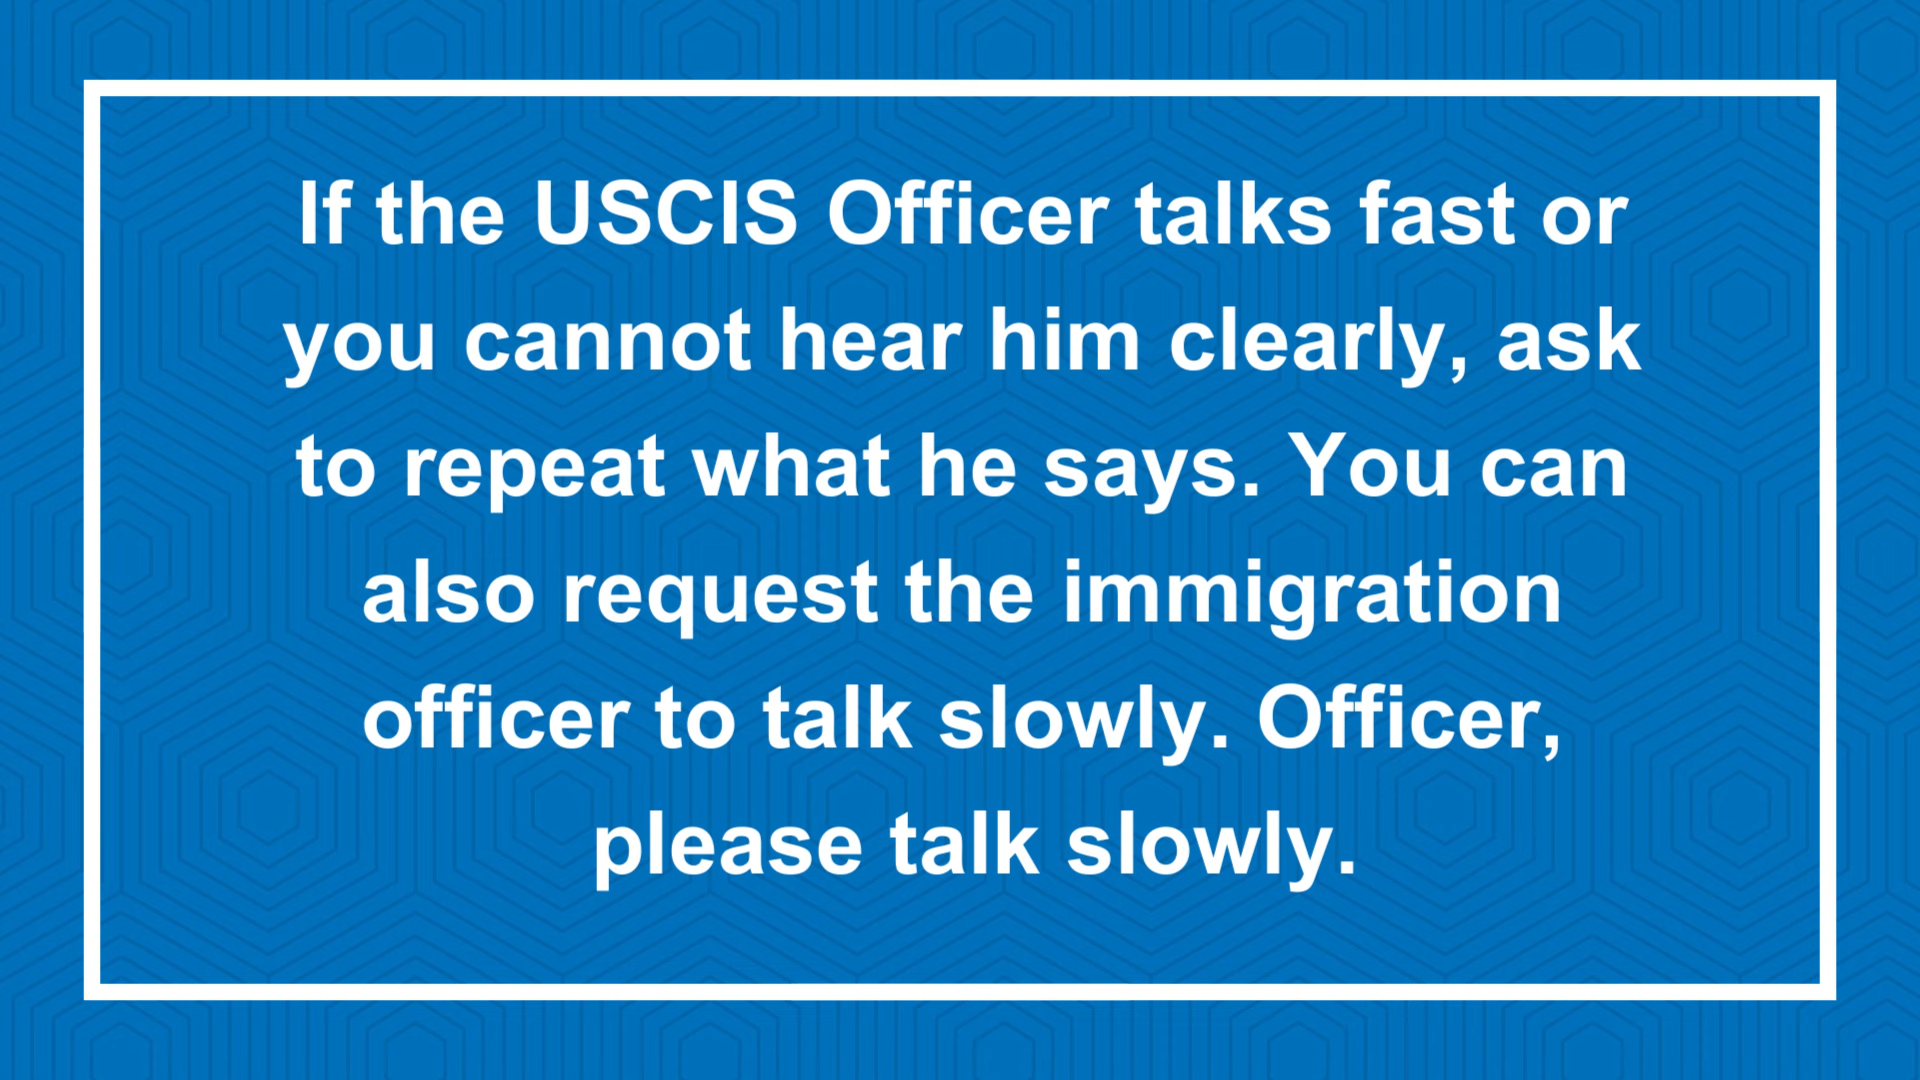 If the USCIS Officer talks fast or
you cannot hear him clearly, ask
to repeat what he says. You can
also request the immigration
officer to talk slowly. Officer,
please talk slowly.